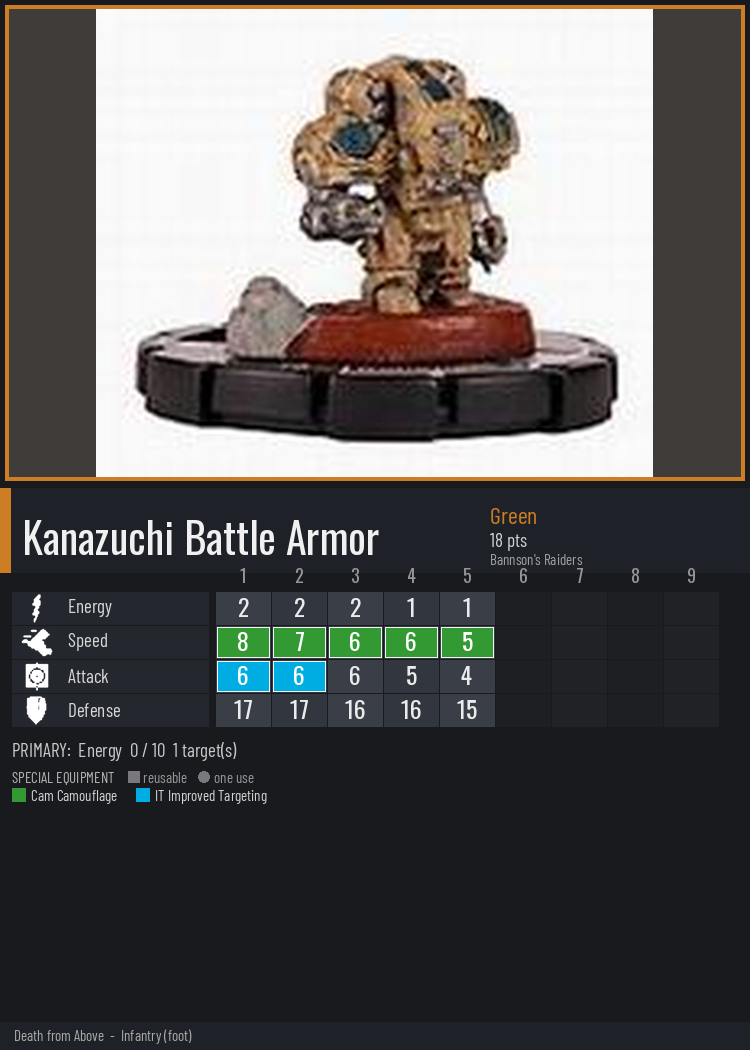 Kanazuchi Battle Armor
Green
18 pts
Bannson's Raiders
1 2 3 4 5 6 7 8 9
Energy 2 2 2 1 1
Speed 8 7 6 6 5
Attack 6 6 6 5 4
Defense 17 17 16 16 15
PRIMARY: Energy 0 / 10 1 target(s)
SPECIAL EQUIPMENT reusable one use
Cam Camouflage IT Improved Targeting
Death from Above - Infantry (foot)